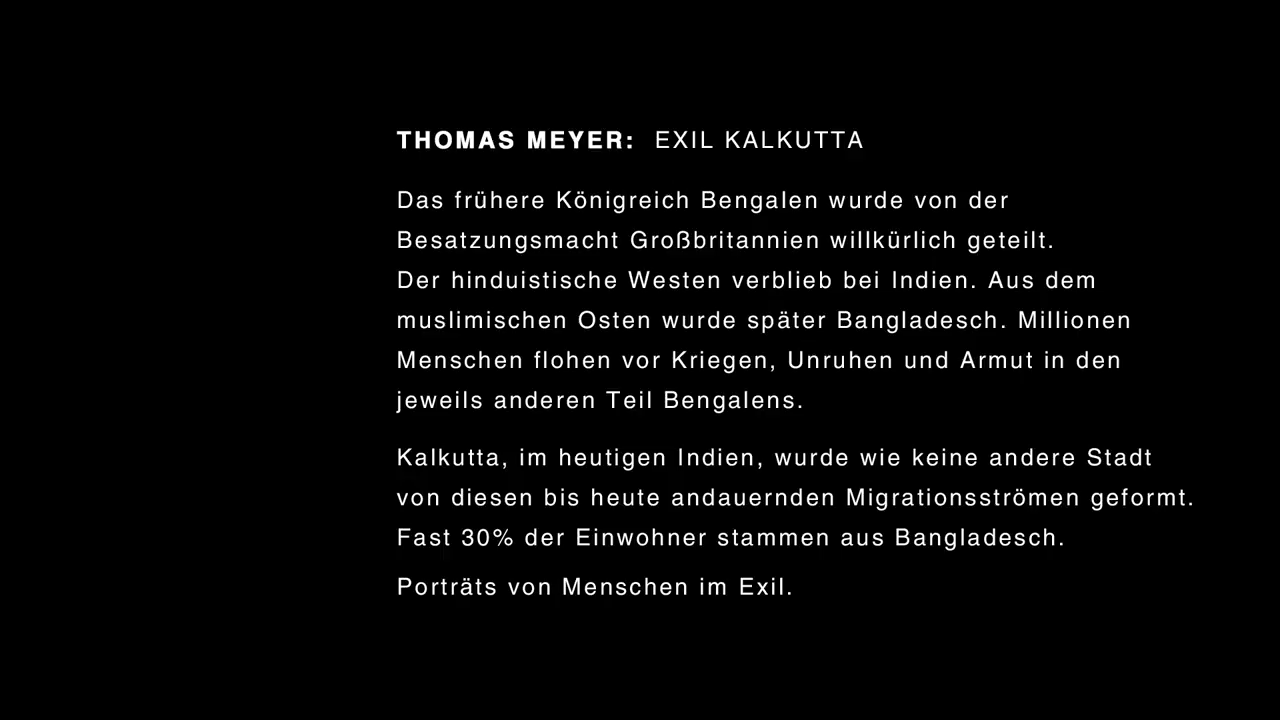 THOMAS MEYER: EXIL KALKUTTA
Das frühere Königreich Bengalen wurde von der
Besatzungsmacht Großbritannien willkürlich geteilt.
Der hinduistische Westen verblieb bei Indien. Aus dem
muslimischen Osten wurde später Bangladesch. Millionen
Menschen flohen vor Kriegen, Unruhen und Armut in den
jeweils anderen Teil Bengalens.
Kalkutta, im heutigen Indien, wurde wie keine andere Stadt
von diesen bis heute andauernden Migrationsströmen geformt.
Fast 30% der Einwohner stammen aus Bangladesch.
Porträts von Menschen im Exil.